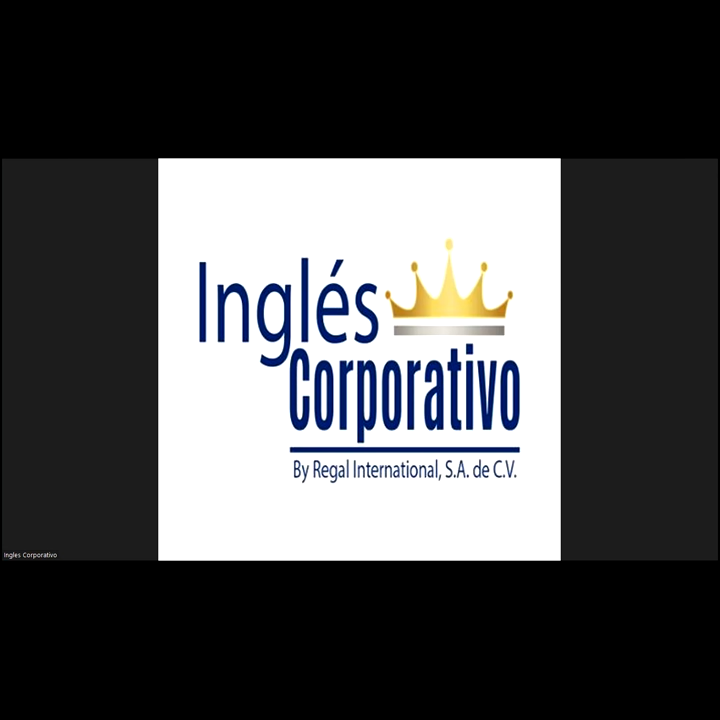 Inglés
Corporativo
By Regal International, S.A. de C.V.
Ingles Corporativo